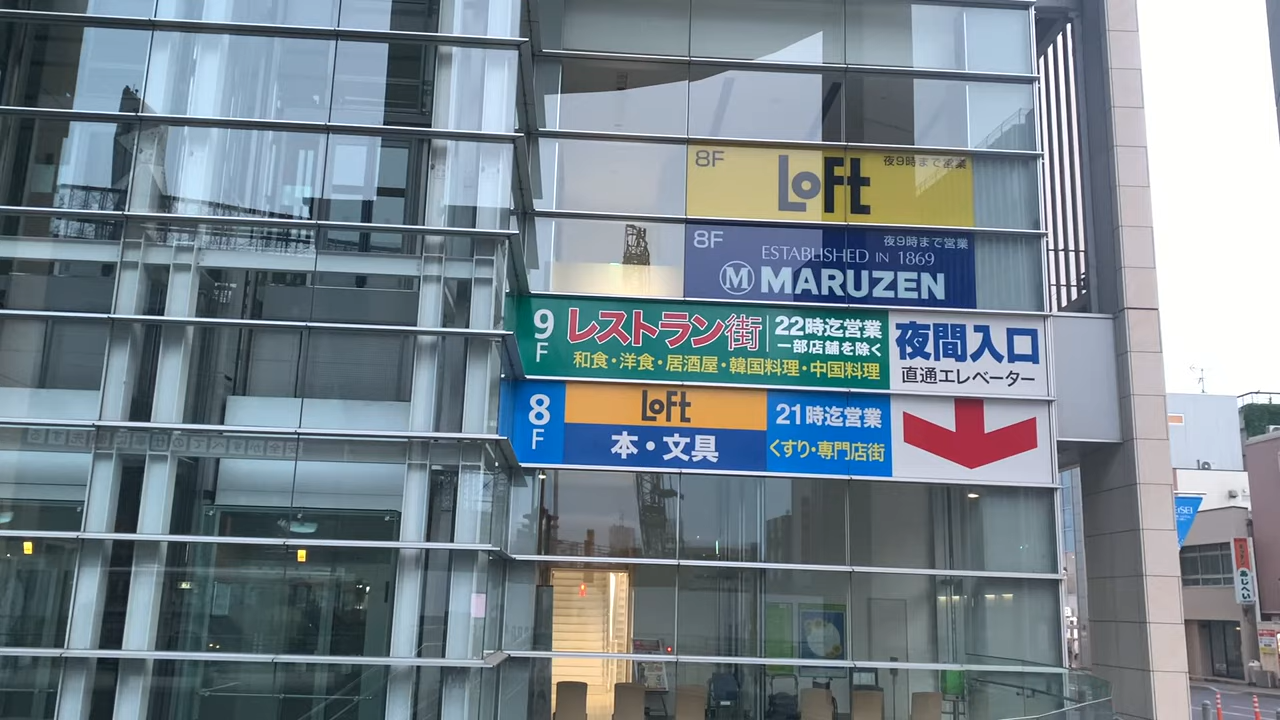 8F
Loft
夜9時まで営業
8F
夜9時まで営業
ESTABLISHED IN 1869
M MARUZEN
9F
レストラン街
22時迄営業
一部店舗を除く
和食・洋食・居酒屋・韓国料理・中国料理
夜間入口
直通エレベーター
8F
Loft
本・文具
21時迄営業
くすり・専門店街